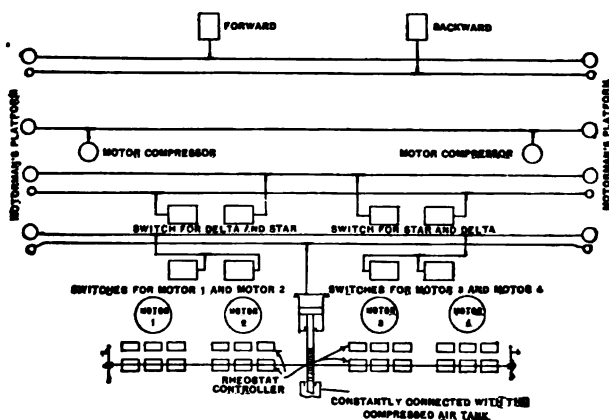 FORWARD
BACKWARD
MOTORMAN'S PLATFORM
MOTORMAN'S PLATFORM
MOTOR COMPRESSOR
MOTOR COMPRESSOR
SWITCH FOR DELTA AND STAR
SWITCH FOR STAR AND DELTA
SWITCHES FOR MOTOR 1 AND MOTOR 2
SWITCHES FOR MOTOR 3 AND MOTOR 4
MOTOR
1
MOTOR
2
MOTOR
3
MOTOR
4
RHEOSTAT
CONTROLLER
CONSTANTLY CONNECTED WITH THE
COMPRESSED AIR TANK